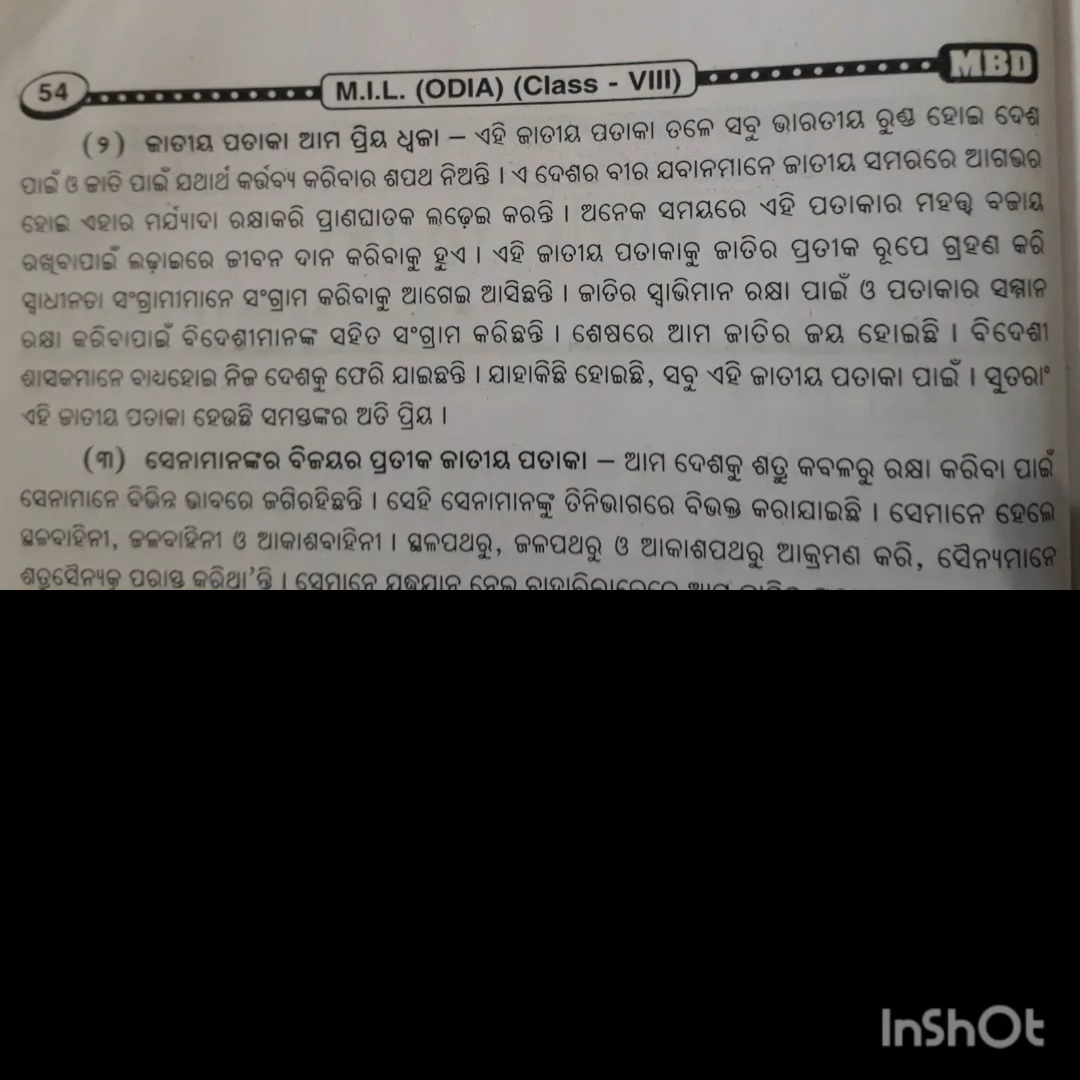 54 M.I.L. (ODIA) (Class - VIII) MBD
(୨) ଜାତୀୟ ପତାକା ଆମ ପ୍ରିୟ ଧ୍ୱଜା – ଏହି ଜାତୀୟ ପତାକା ତଳେ ସବୁ ଭାରତୀୟ ରୁଣ୍ଡ ହୋଇ ଦେଶ
ପାଇଁ ଓ ଜାତି ପାଇଁ ଯଥାର୍ଥ କର୍ତ୍ତବ୍ୟ କରିବାର ଶପଥ ନିଅନ୍ତି । ଏ ଦେଶର ବୀର ଯବାନମାନେ ଜାତୀୟ ସମରରେ ଆଗଭର
ହୋଇ ଏହାର ମର୍ଯ୍ୟାଦା ରକ୍ଷାକରି ପ୍ରାଣଘାତକ ଲଢ଼େଇ କରନ୍ତି । ଅନେକ ସମୟରେ ଏହି ପତାକାର ମହତ୍ତ୍ୱ ବଜାୟ
ରଖିବାପାଇଁ ଲଢ଼ାଇରେ ଜୀବନ ଦାନ କରିବାକୁ ହୁଏ । ଏହି ଜାତୀୟ ପତାକାକୁ ଜାତିର ପ୍ରତୀକ ରୂପେ ଗ୍ରହଣ କରି
ସ୍ୱାଧୀନତା ସଂଗ୍ରାମୀମାନେ ସଂଗ୍ରାମ କରିବାକୁ ଆଗେଇ ଆସିଛନ୍ତି । ଜାତିର ସ୍ୱାଭିମାନ ରକ୍ଷା ପାଇଁ ଓ ପତାକାର ସମ୍ମାନ
ରକ୍ଷା କରିବାପାଇଁ ବିଦେଶୀମାନଙ୍କ ସହିତ ସଂଗ୍ରାମ କରିଛନ୍ତି । ଶେଷରେ ଆମ ଜାତିର ଜୟ ହୋଇଛି । ବିଦେଶୀ
ଶାସକମାନେ ବାଧ୍ୟହୋଇ ନିଜ ଦେଶକୁ ଫେରି ଯାଇଛନ୍ତି । ଯାହାକିଛି ହୋଇଛି, ସବୁ ଏହି ଜାତୀୟ ପତାକା ପାଇଁ । ସୁତରାଂ
ଏହି ଜାତୀୟ ପତାକା ହେଉଛି ସମସ୍ତଙ୍କର ଅତି ପ୍ରିୟ ।
(୩) ସେନାମାନଙ୍କର ବିଜୟର ପ୍ରତୀକ ଜାତୀୟ ପତାକା – ଆମ ଦେଶକୁ ଶତ୍ରୁ କବଳରୁ ରକ୍ଷା କରିବା ପାଇଁ
ସେନାମାନେ ବିଭିନ୍ନ ଭାବରେ ଜଗିରହିଛନ୍ତି । ସେହି ସେନାମାନଙ୍କୁ ତିନିଭାଗରେ ବିଭକ୍ତ କରାଯାଇଛି । ସେମାନେ ହେଲେ
ସ୍ଥଳବାହିନୀ, ଜଳବାହିନୀ ଓ ଆକାଶବାହିନୀ । ସ୍ଥଳପଥରୁ, ଜଳପଥରୁ ଓ ଆକାଶପଥରୁ ଆକ୍ରମଣ କରି, ସୈନ୍ୟମାନେ
ଶତ୍ରୁସୈନ୍ୟକୁ ପରାସ୍ତ କରିଥା'ନ୍ତି । ସେମାନେ ଯୁଦ୍ଧଯାନ ନେଇ
InShOt